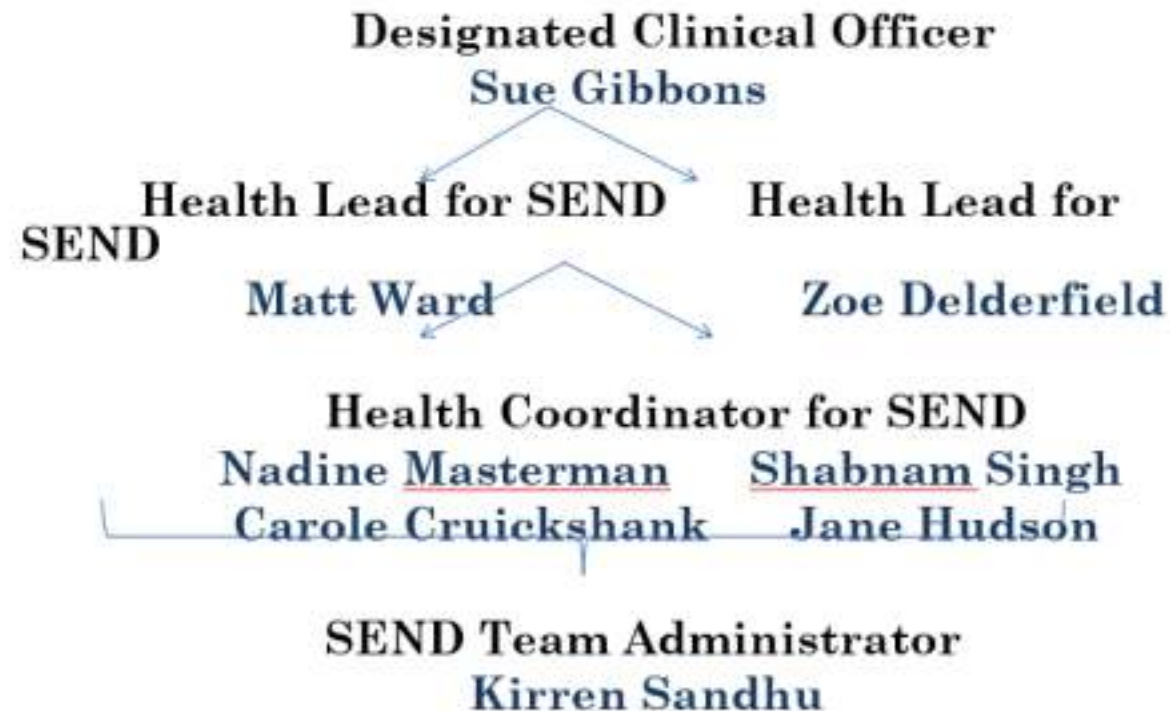 Designated Clinical Officer
Sue Gibbons
Health Lead for SEND Health Lead for
SEND
Matt Ward Zoe Delderfield
Health Coordinator for SEND
Nadine Masterman Shabnam Singh
Carole Cruickshank Jane Hudson
SEND Team Administrator
Kirren Sandhu